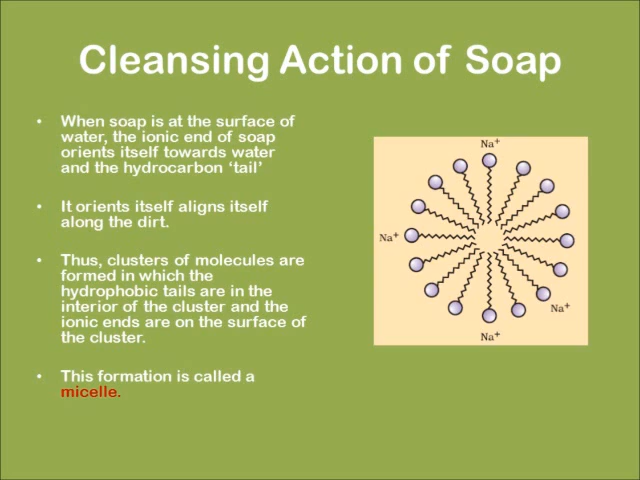 Cleansing Action of Soap
• When soap is at the surface of
water, the ionic end of soap
orients itself towards water
and the hydrocarbon ‘tail’
• It orients itself aligns itself
along the dirt.
• Thus, clusters of molecules are
formed in which the
hydrophobic tails are in the
interior of the cluster and the
ionic ends are on the surface of
the cluster.
• This formation is called a
micelle.
Na⁺
Na⁺
Na⁺
Na⁺